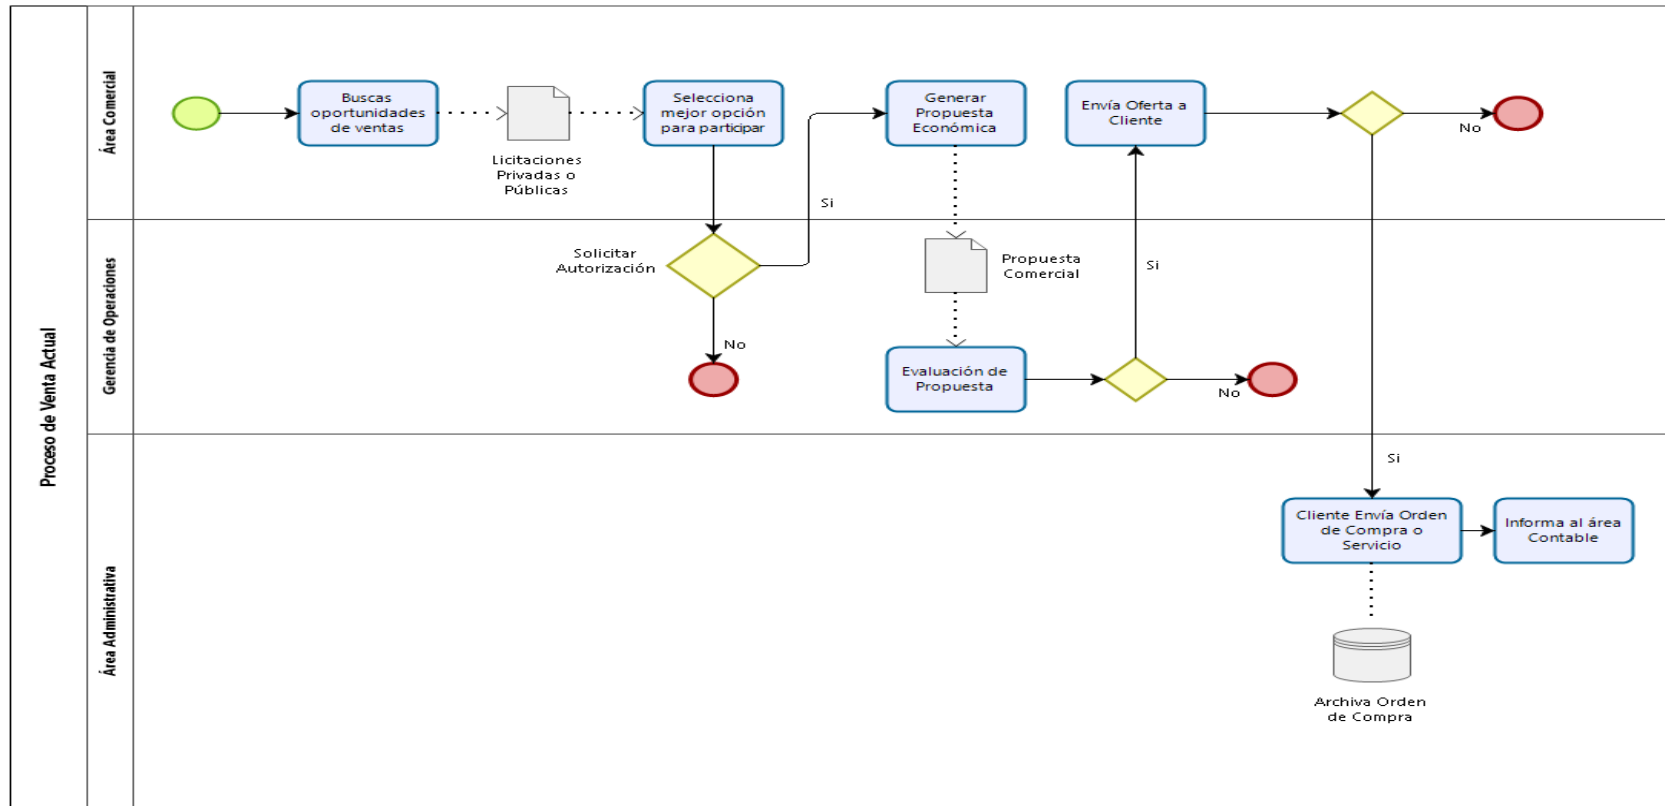 Proceso de Venta Actual
Área Comercial
Buscas
oportunidades
de ventas
Licitaciones
Privadas o
Públicas
Selecciona
mejor opción
para participar
Generar
Propuesta
Económica
Envía Oferta a
Cliente
No
Si
Gerencia de Operaciones
Solicitar
Autorización
No
Propuesta
Comercial
Evaluación de
Propuesta
Si
No
Área Administrativa
Si
Cliente Envía Orden
de Compra o
Servicio
Informa al área
Contable
Archiva Orden
de Compra